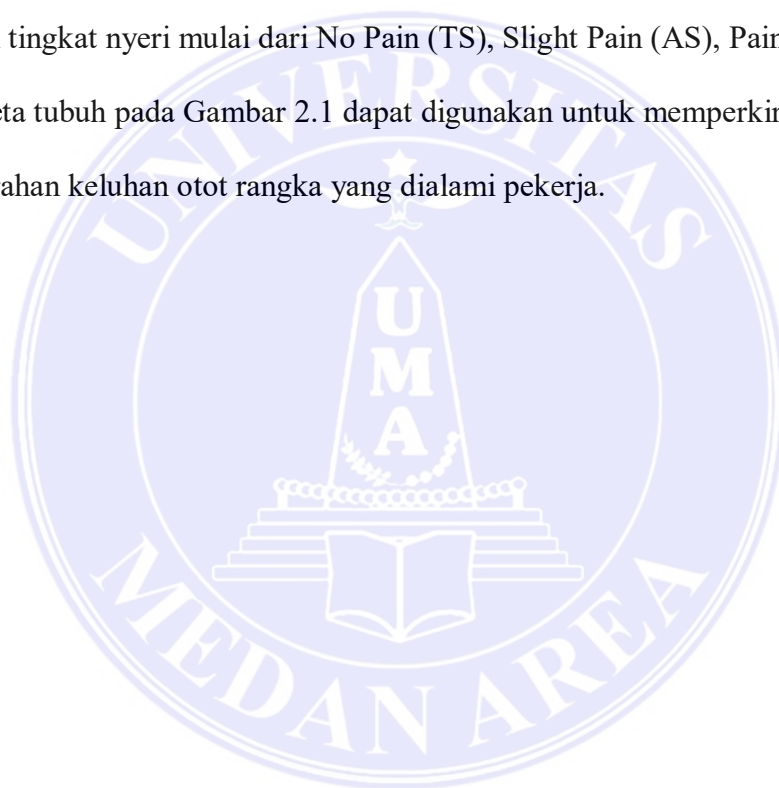 tingkat nyeri mulai dari No Pain (TS), Slight Pain (AS), Pain
eta tubuh pada Gambar 2.1 dapat digunakan untuk memperkir
rahan keluhan otot rangka yang dialami pekerja.
UNIVERSITAS
UMA
MEDAN AREA